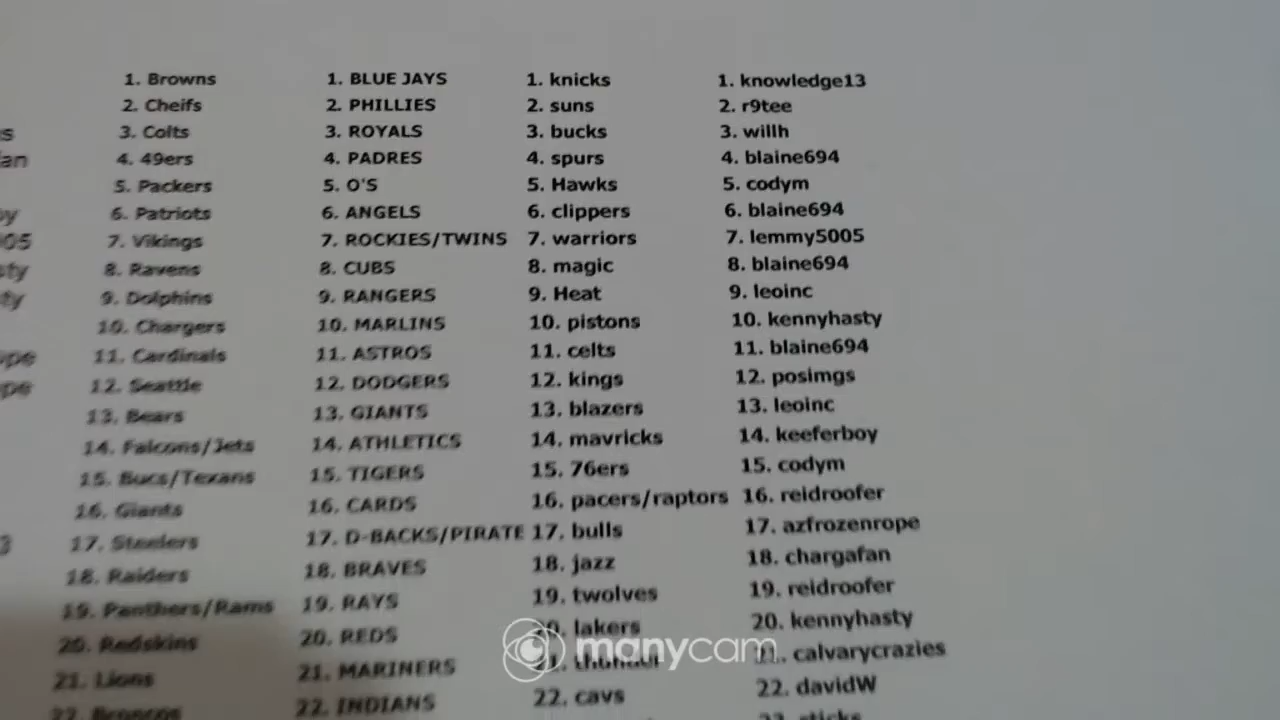 1. Browns 1. BLUE JAYS 1. knicks 1. knowledge13
2. Cheifs 2. PHILLIES 2. suns 2. r9tee
3. Colts 3. ROYALS 3. bucks 3. willh
4. 49ers 4. PADRES 4. spurs 4. blaine694
5. Packers 5. O'S 5. Hawks 5. codym
6. Patriots 6. ANGELS 6. clippers 6. blaine694
7. Vikings 7. ROCKIES/TWINS 7. warriors 7. lemmy5005
8. Ravens 8. CUBS 8. magic 8. blaine694
9. Dolphins 9. RANGERS 9. Heat 9. leoinc
10. Chargers 10. MARLINS 10. pistons 10. kennyhasty
11. Cardinals 11. ASTROS 11. celts 11. blaine694
12. Seattle 12. DODGERS 12. kings 12. posimgs
13. Bears 13. GIANTS 13. blazers 13. leoinc
14. Falcons/Jets 14. ATHLETICS 14. mavricks 14. keeferboy
15. Bucs/Texans 15. TIGERS 15. 76ers 15. codym
16. Giants 16. CARDS 16. pacers/raptors 16. reidroofer
17. Steelers 17. D-BACKS/PIRATE 17. bulls 17. azfrozenrope
18. Raiders 18. BRAVES 18. jazz 18. chargafan
19. Panthers/Rams 19. RAYS 19. twolves 19. reidroofer
20. Redskins 20. REDS 20. lakers 20. kennyhasty
21. Lions 21. MARINERS 21. thunder 21. calvarycrazies
22. Broncos 22. INDIANS 22. cavs 22. davidW
23. sticks
manycam